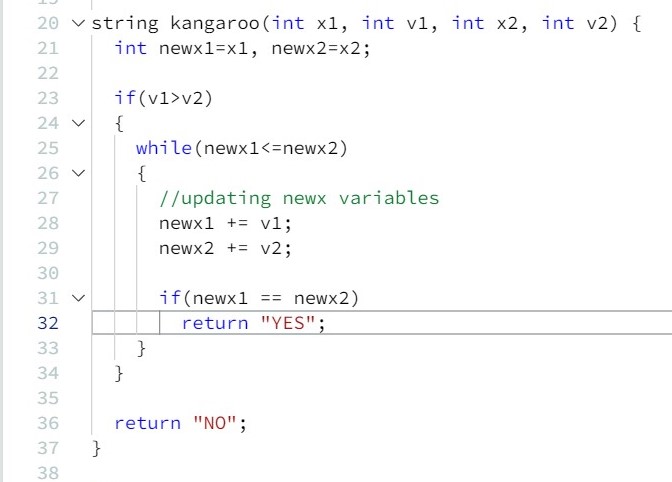 20 string kangaroo(int x1, int v1, int x2, int v2) {
21 int newx1=x1, newx2=x2;
22
23 if(v1>v2)
24 {
25 while(newx1<=newx2)
26 {
27 //updating newx variables
28 newx1 += v1;
29 newx2 += v2;
30
31 if(newx1 == newx2)
32 return "YES";
33 }
34 }
35
36 return "NO";
37 }
38